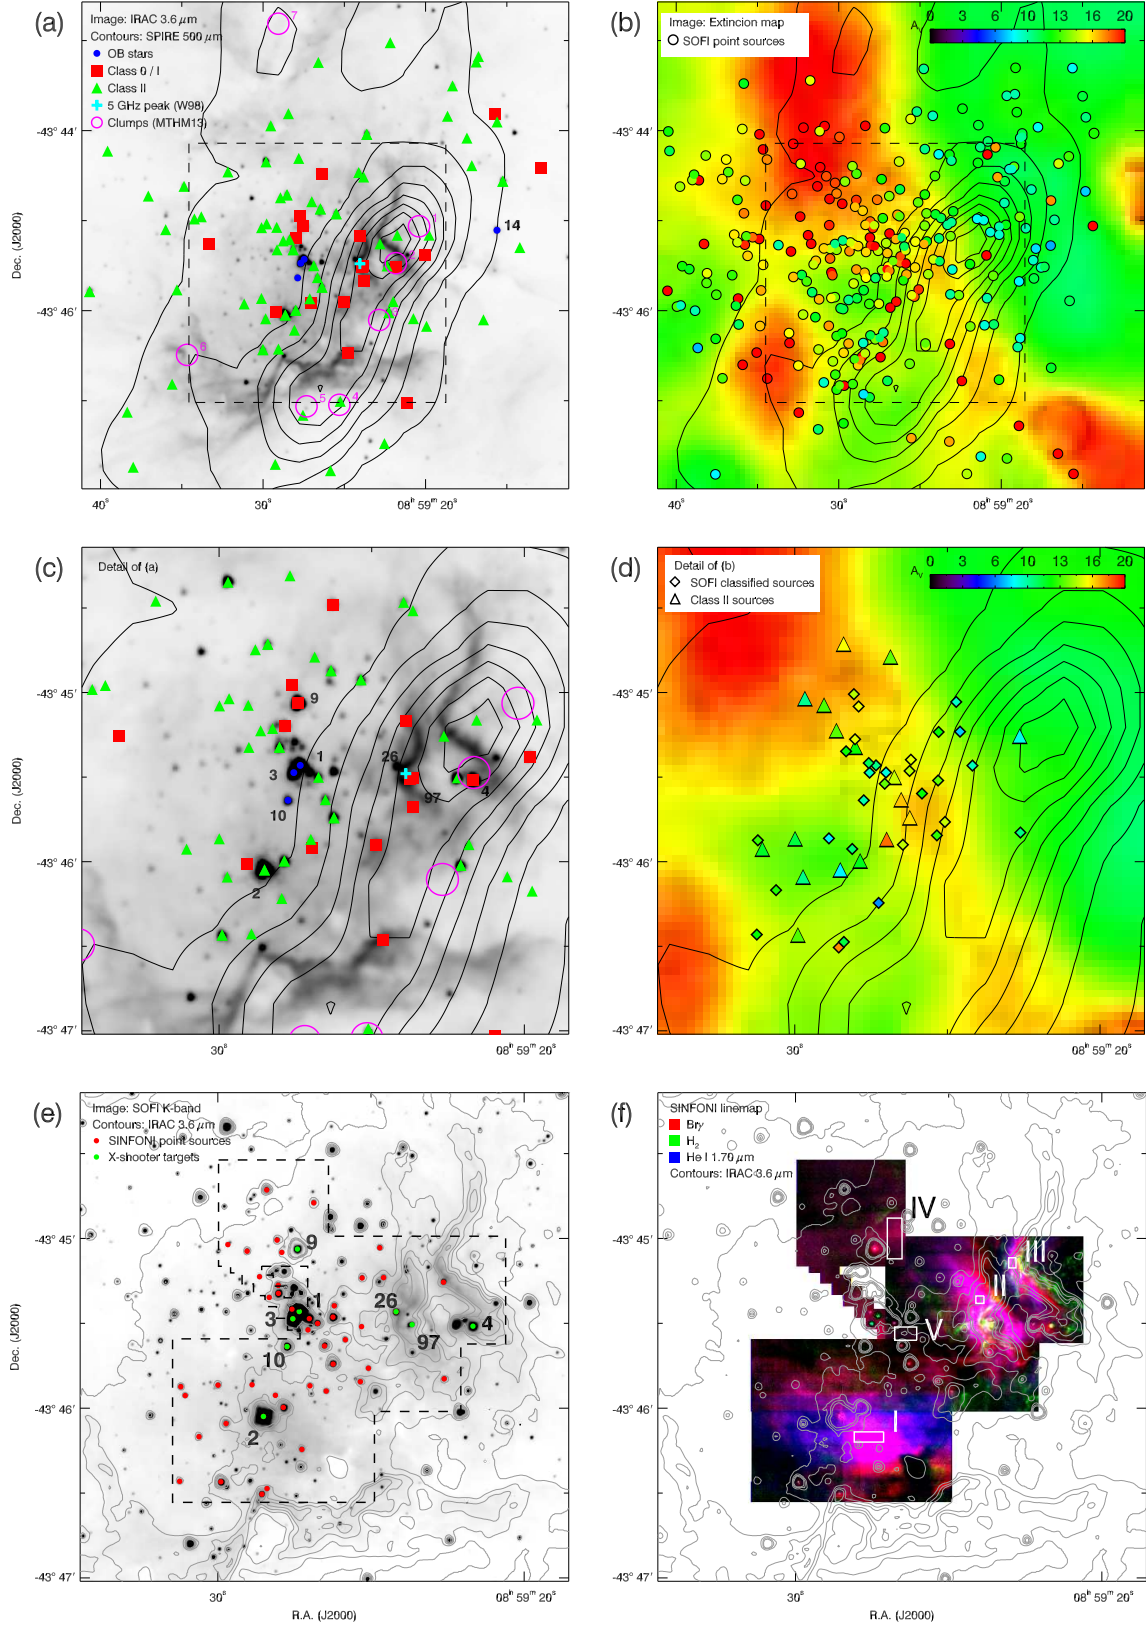 (a)
Image: IRAC 3.6 μm
Contours: SPIRE 500 μm
OB stars
Class 0 / I
Class II
5 GHz peak (W98)
Clumps (MTHM13)
7
1
14
3
6
5
4
-43° 44'
-43° 45'
-43° 46'
Dec. (J2000)
40s
30s
08h 59m 20s
(b)
Image: Extincion map
SOFI point sources
Av
0 3 6 10 13 16 20
-43° 44'
-43° 45'
-43° 46'
40s
30s
08h 59m 20s
(c)
Detail of (a)
9
1
3
26
10
97
4
2
-43° 45'
-43° 46'
-43° 47'
Dec. (J2000)
30s
08h 59m 20s
(d)
Detail of (b)
SOFI classified sources
Class II sources
Av
0 3 6 10 13 16 20
-43° 45'
-43° 46'
-43° 47'
30s
08h 59m 20s
(e)
Image: SOFI K-band
Contours: IRAC 3.6 μm
SINFONI point sources
X-shooter targets
9
1
3
26
10
97
4
2
-43° 45'
-43° 46'
-43° 47'
Dec. (J2000)
30s
08h 59m 20s
R.A. (J2000)
(f)
SINFONI linemap
Brγ
H2
He I 1.70 μm
Contours: IRAC 3.6 μm
IV
III
II
V
I
-43° 45'
-43° 46'
-43° 47'
30s
08h 59m 20s
R.A. (J2000)